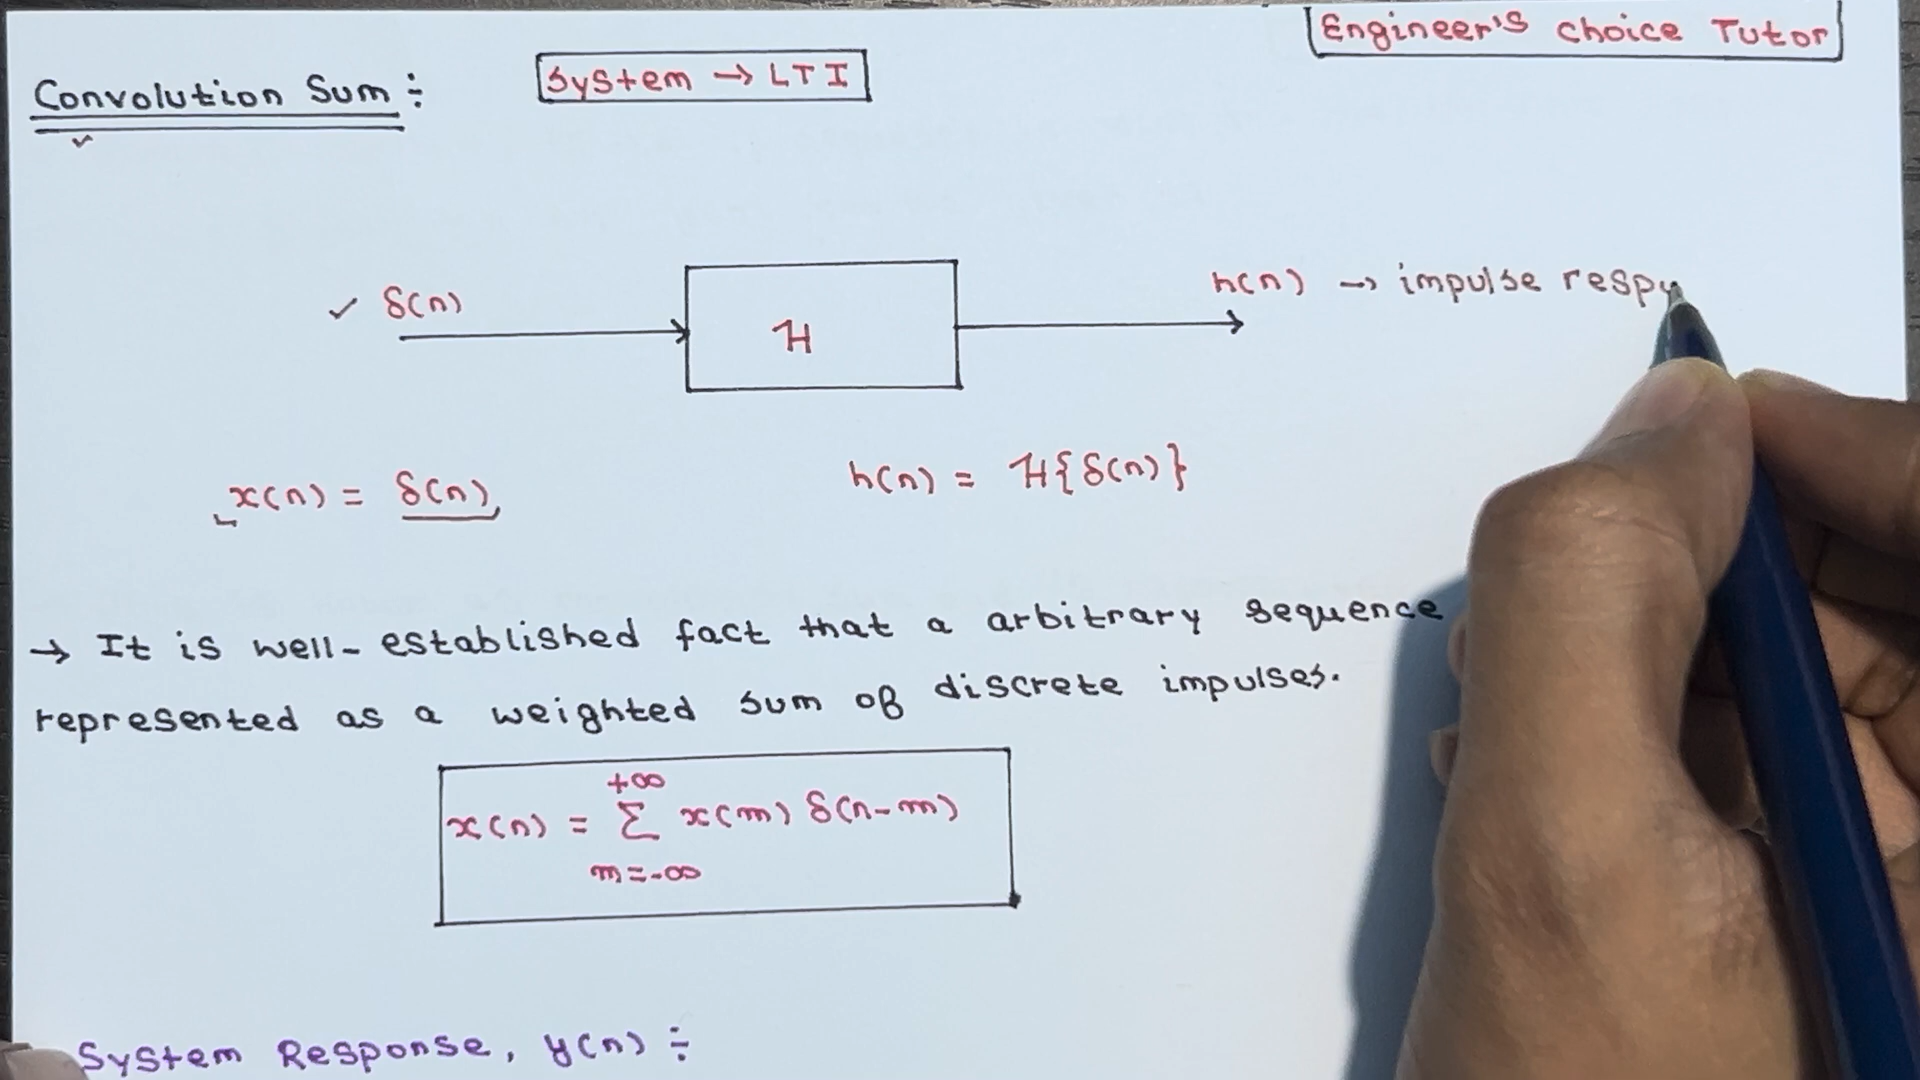 Engineer's Choice Tutor
Convolution Sum ÷
System → LTI
δ(n)
H
h(n) → impulse
x(n) = δ(n)
h(n) = H{δ(n)}
→ It is well-established fact that a arbitrary sequence
represented as a weighted sum of discrete impulses.
+∞
x(n) = Σ x(m) δ(n-m)
m=-∞
System Response, y(n) ÷